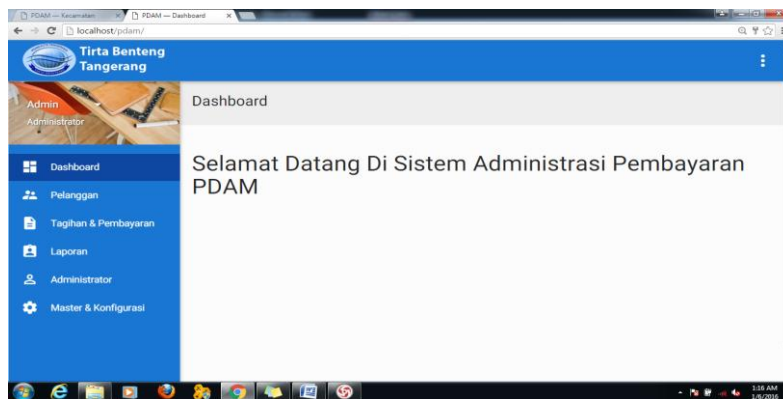 PDAM — Kecamatan
PDAM — Dashboard
localhost/pdam/
Tirta Benteng
Tangerang
Admin
Administrator
Dashboard
Selamat Datang Di Sistem Administrasi Pembayaran
PDAM
Dashboard
Pelanggan
Tagihan & Pembayaran
Laporan
Administrator
Master & Konfigurasi
1:16 AM
1/6/2016